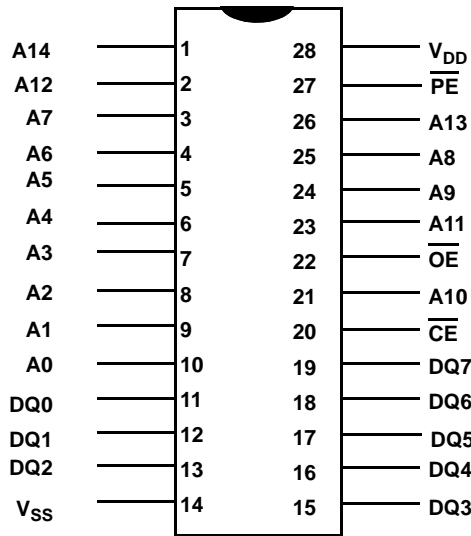 A14 1 28 VDD
A12 2 27 PE
A7 3 26 A13
A6 4 25 A8
A5 5 24 A9
A4 6 23 A11
A3 7 22 OE
A2 8 21 A10
A1 9 20 CE
A0 10 19 DQ7
DQ0 11 18 DQ6
DQ1 12 17 DQ5
DQ2 13 16 DQ4
VSS 14 15 DQ3